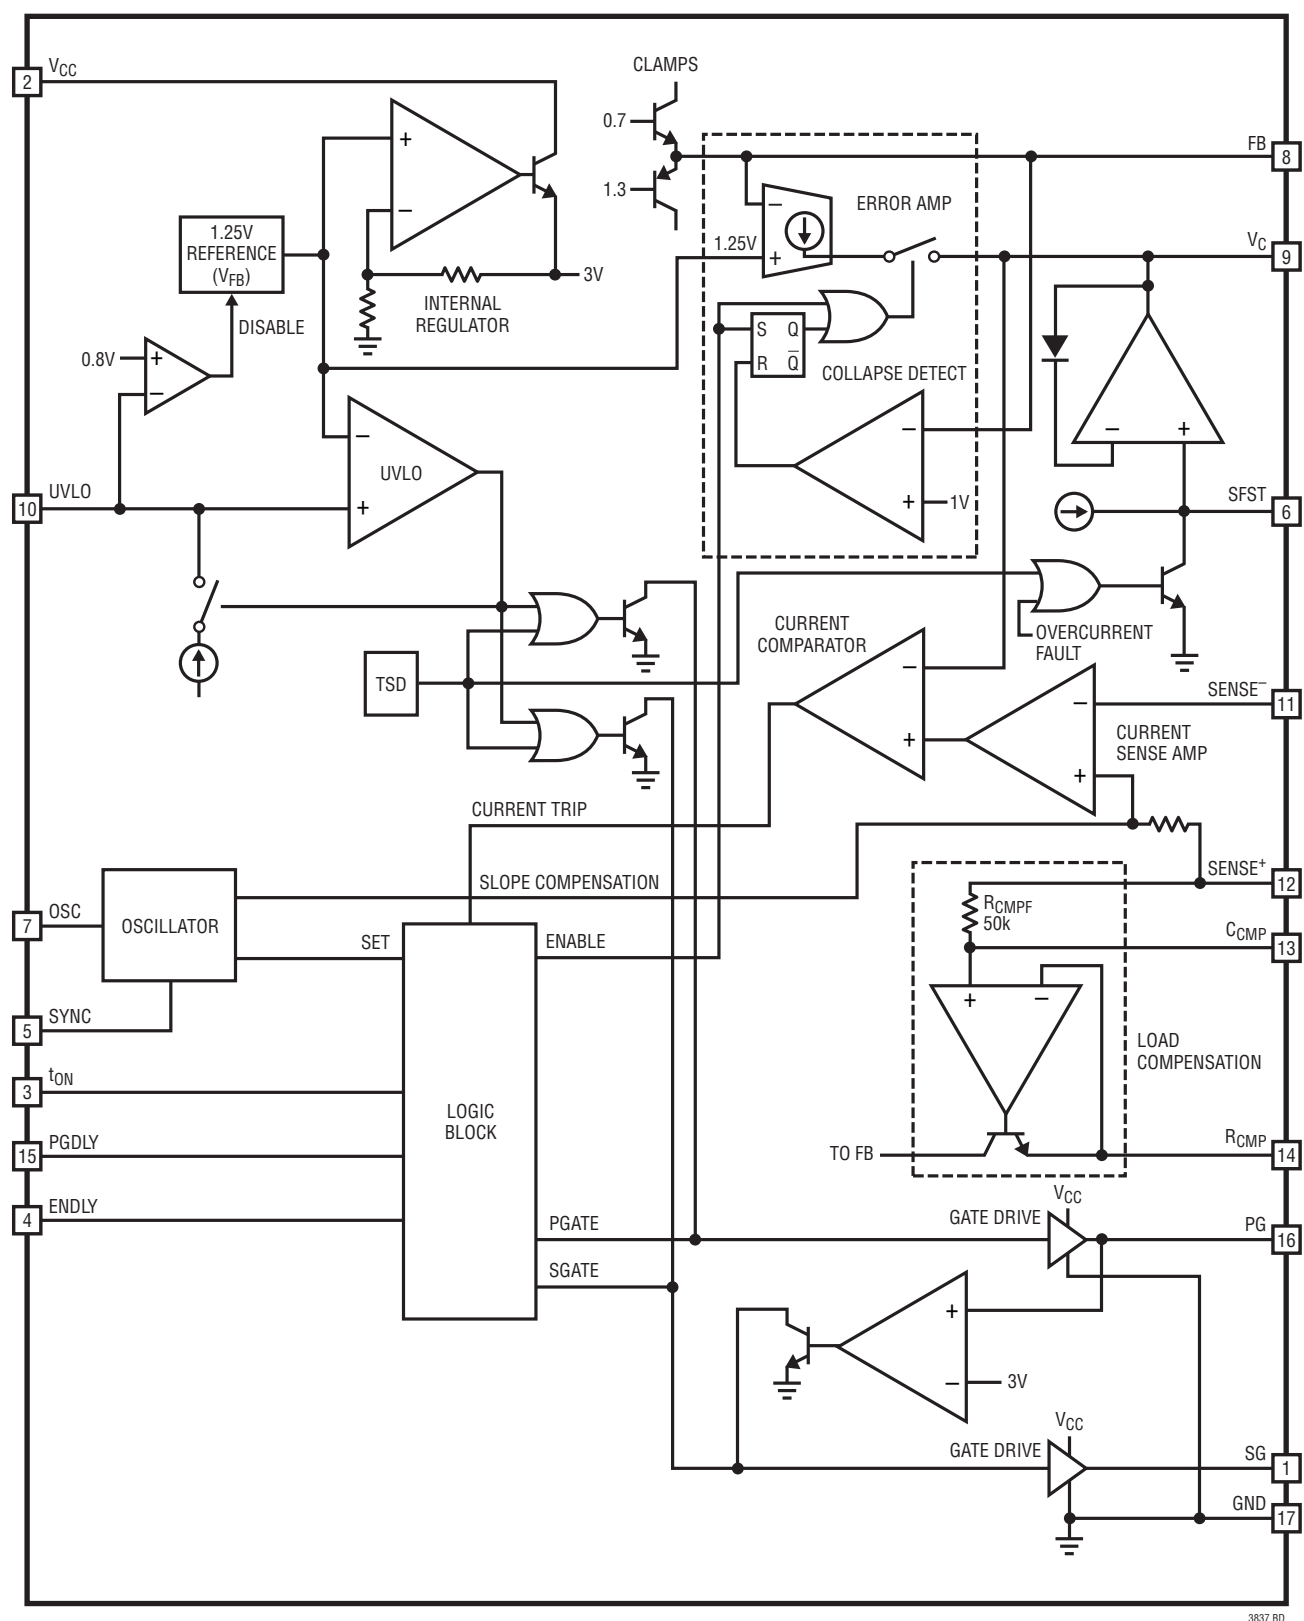 2
VCC
CLAMPS
0.7
FB
8
+
−
1.3
−
ERROR AMP
1.25V
REFERENCE
(VFB)
1.25V
+
VC
9
3V
INTERNAL
REGULATOR
DISABLE
S Q
R Q̅
COLLAPSE DETECT
0.8V
+
−
−
− +
−
UVLO
+
10
UVLO
+
1V
SFST
6
CURRENT
COMPARATOR
OVERCURRENT
FAULT
−
TSD
SENSE−
11
−
CURRENT
SENSE AMP
+
+
CURRENT TRIP
SLOPE COMPENSATION
SENSE+
12
7
OSC
OSCILLATOR
RCMPF
50k
CCMP
13
SET
ENABLE
+ −
5
SYNC
LOAD
COMPENSATION
3
tON
LOGIC
BLOCK
15
PGDLY
TO FB
RCMP
14
4
ENDLY
VCC
PGATE
GATE DRIVE
PG
16
SGATE
+
−
3V
VCC
GATE DRIVE
SG
1
GND
17
3837 BD